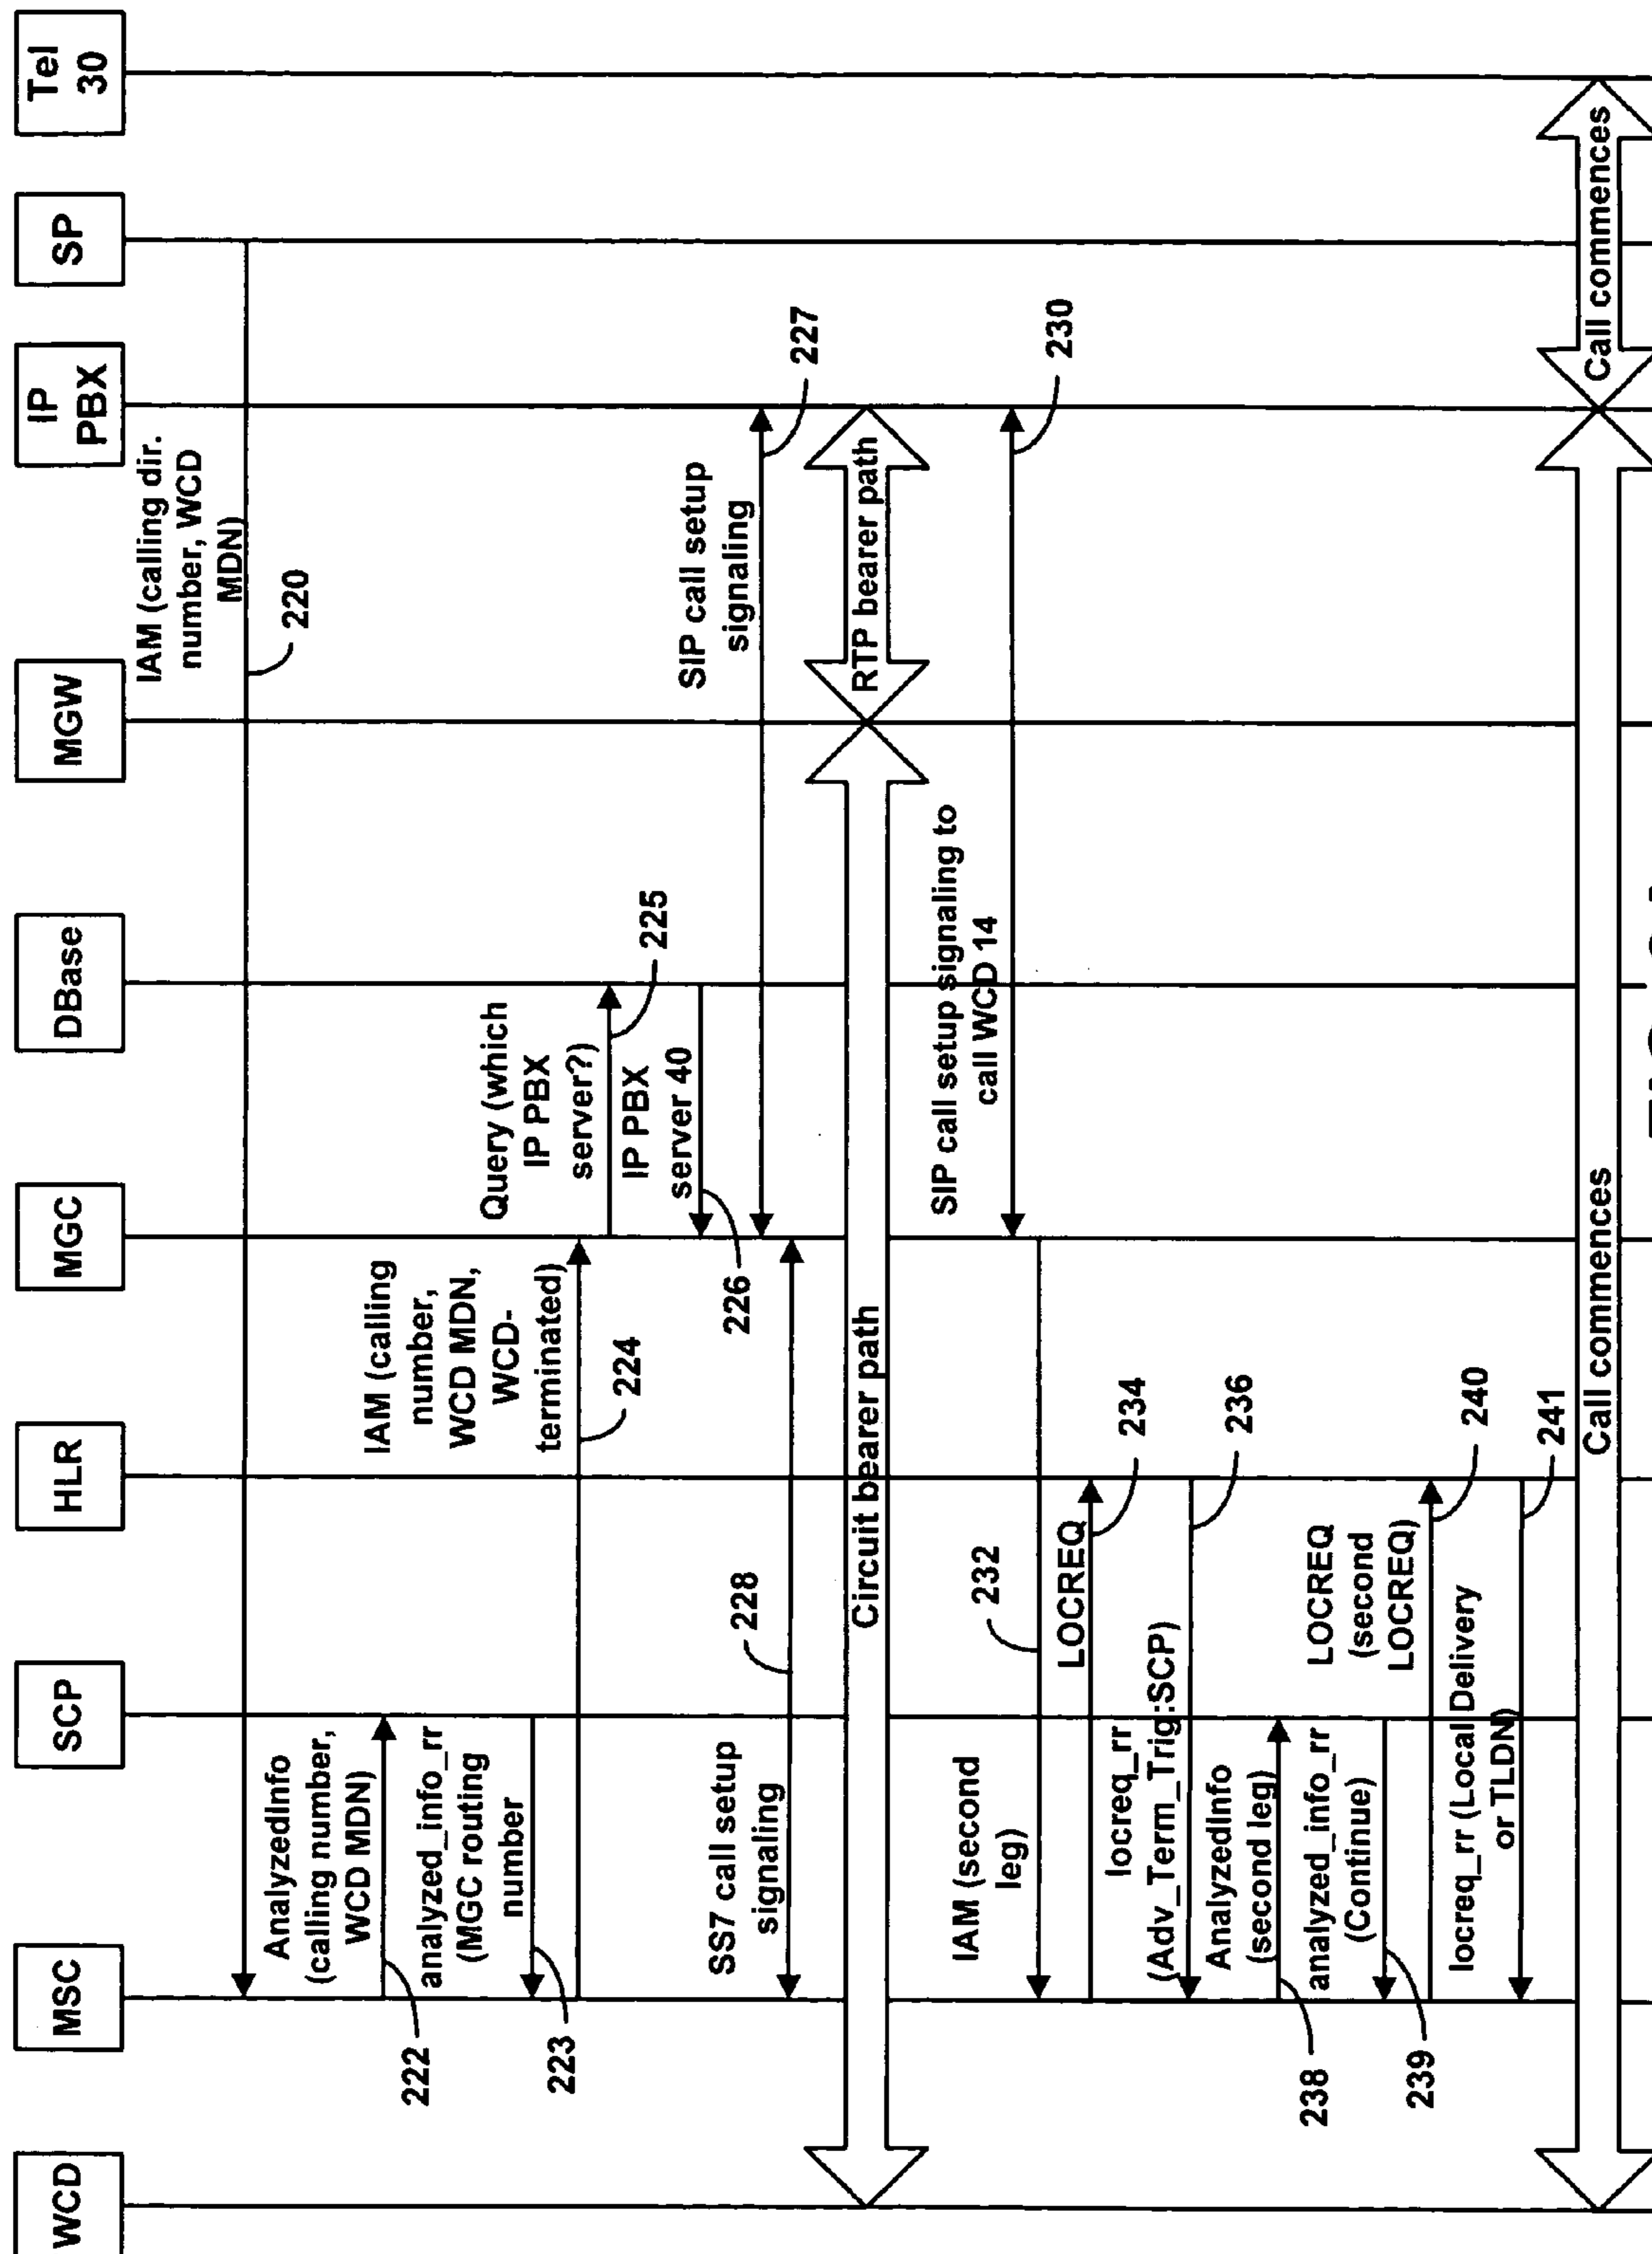 WCD
MSC
SCP
HLR
MGC
DBase
MGW
IP
PBX
SP
Tel
30
IAM (calling dir.
number, WCD
MDN)
220
AnalyzedInfo
(calling number,
WCD MDN)
222
analyzed_info_rr
(MGC routing
number
223
IAM (calling
number,
WCD MDN,
WCD-
terminated)
224
Query (which
IP PBX
server?)
225
IP PBX
server 40
226
SIP call setup
signaling
227
SS7 call setup
signaling
228
Circuit bearer path
RTP bearer path
SIP call setup signaling to
call WCD 14
230
IAM (second
leg)
232
LOCREQ
234
locreq_rr
(Adv_Term_Trig:SCP)
236
AnalyzedInfo
(second leg)
238
analyzed_info_rr
(Continue)
239
LOCREQ
(second
LOCREQ)
240
locreq_rr (Local Delivery
or TLDN)
241
Call commences
Call commences